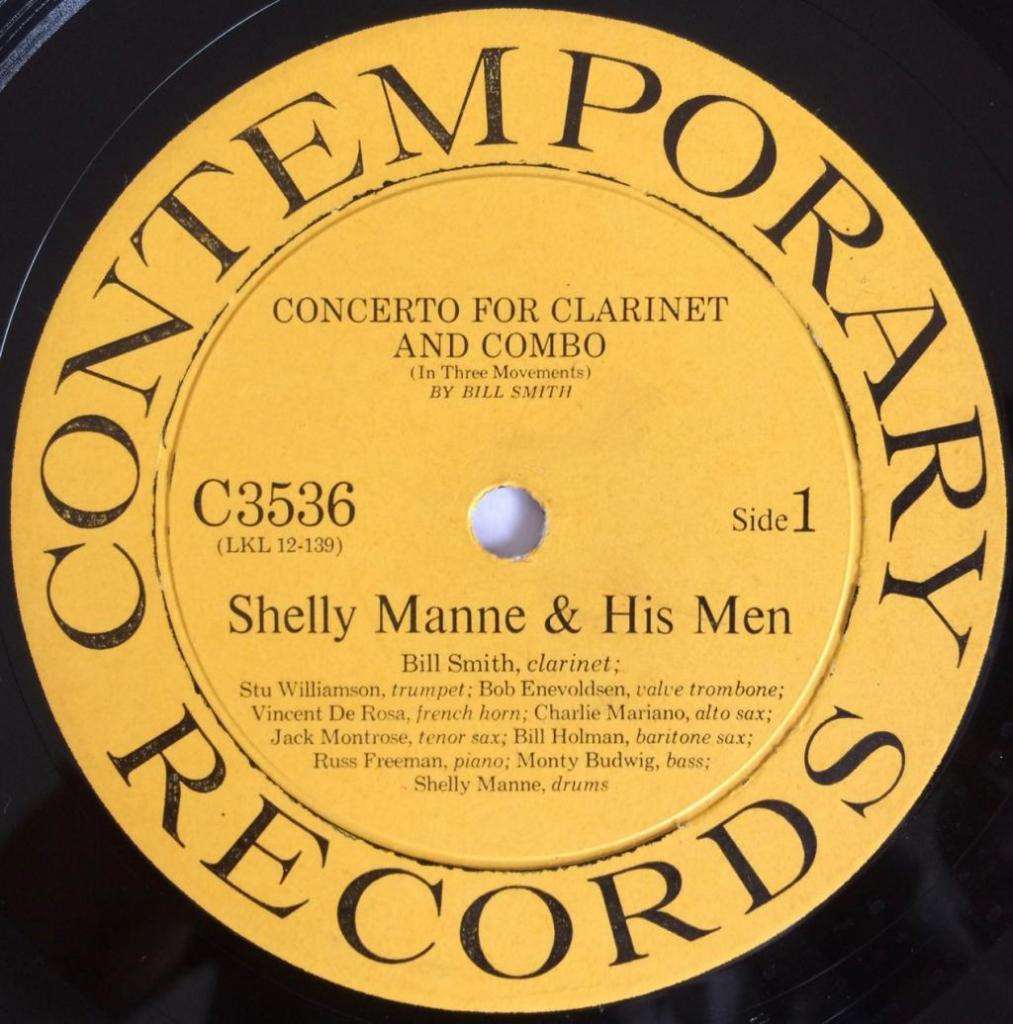 CONTEMPORARY
CONCERTO FOR CLARINET
AND COMBO
(In Three Movements)
BY BILL SMITH
C3536
(LKL 12-139)
Side 1
Shelly Manne & His Men
Bill Smith, clarinet;
Stu Williamson, trumpet; Bob Enevoldsen, valve trombone;
Vincent De Rosa, french horn; Charlie Mariano, alto sax;
Jack Montrose, tenor sax; Bill Holman, baritone sax;
Russ Freeman, piano; Monty Budwig, bass;
Shelly Manne, drums
RECORDS